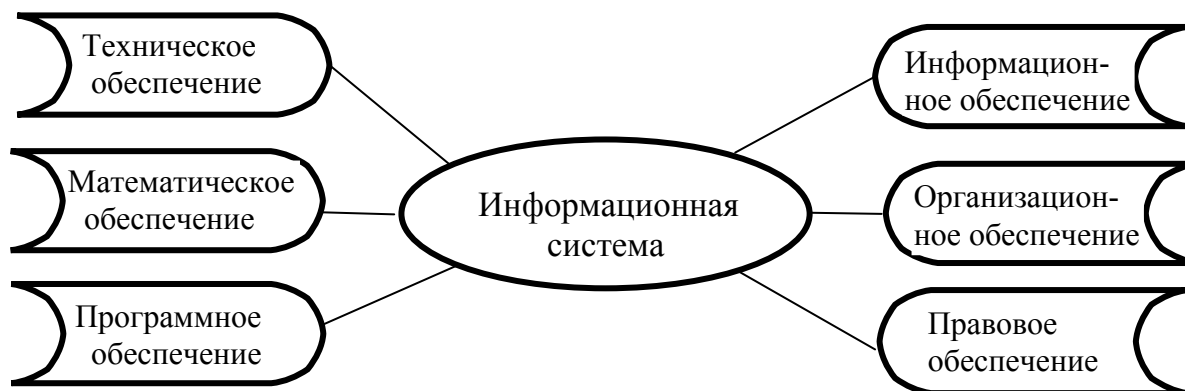 Техническое
обеспечение
Математическое
обеспечение
Программное
обеспечение
Информационная
система
Информацион-
ное обеспечение
Организацион-
ное обеспечение
Правовое
обеспечение